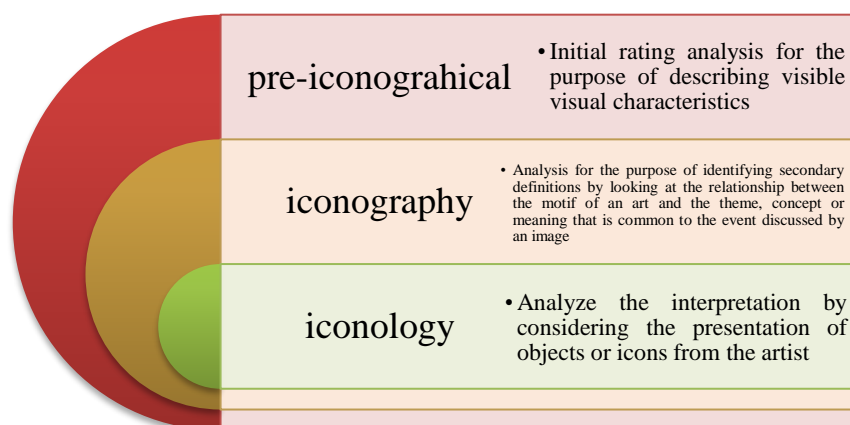 pre-iconograhical
• Initial rating analysis for the
purpose of describing visible
visual characteristics
iconography
• Analysis for the purpose of identifying secondary
definitions by looking at the relationship between
the motif of an art and the theme, concept or
meaning that is common to the event discussed by
an image
iconology
• Analyze the interpretation by
considering the presentation of
objects or icons from the artist